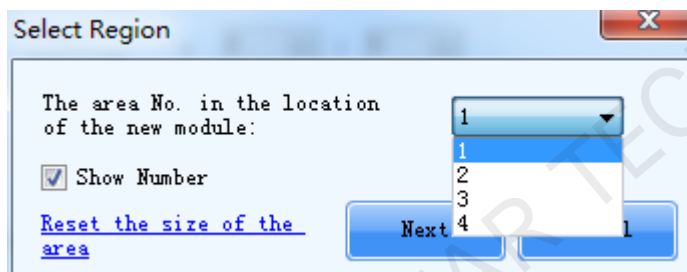 Select Region
The area No. in the location
of the new module:
1
1
2
3
4
Show Number
Reset the size of the
area
Next
l